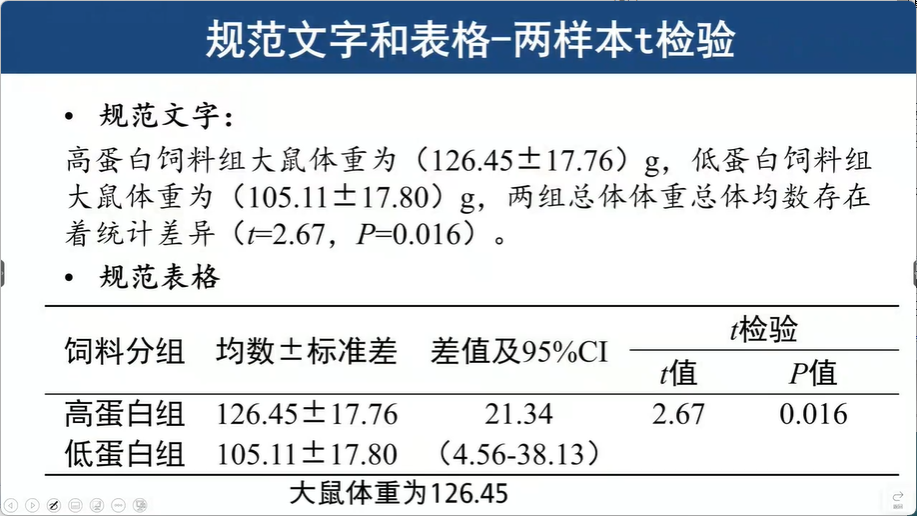 规范文字和表格-两样本t检验
• 规范文字：
高蛋白饲料组大鼠体重为（126.45±17.76）g，低蛋白饲料组
大鼠体重为（105.11±17.80）g，两组总体体重总体均数存在
着统计差异（t=2.67，P=0.016）。
• 规范表格
t检验
饲料分组 均数±标准差 差值及95%CI
t值 P值
高蛋白组 126.45±17.76 21.34 2.67 0.016
低蛋白组 105.11±17.80 （4.56-38.13）
大鼠体重为126.45